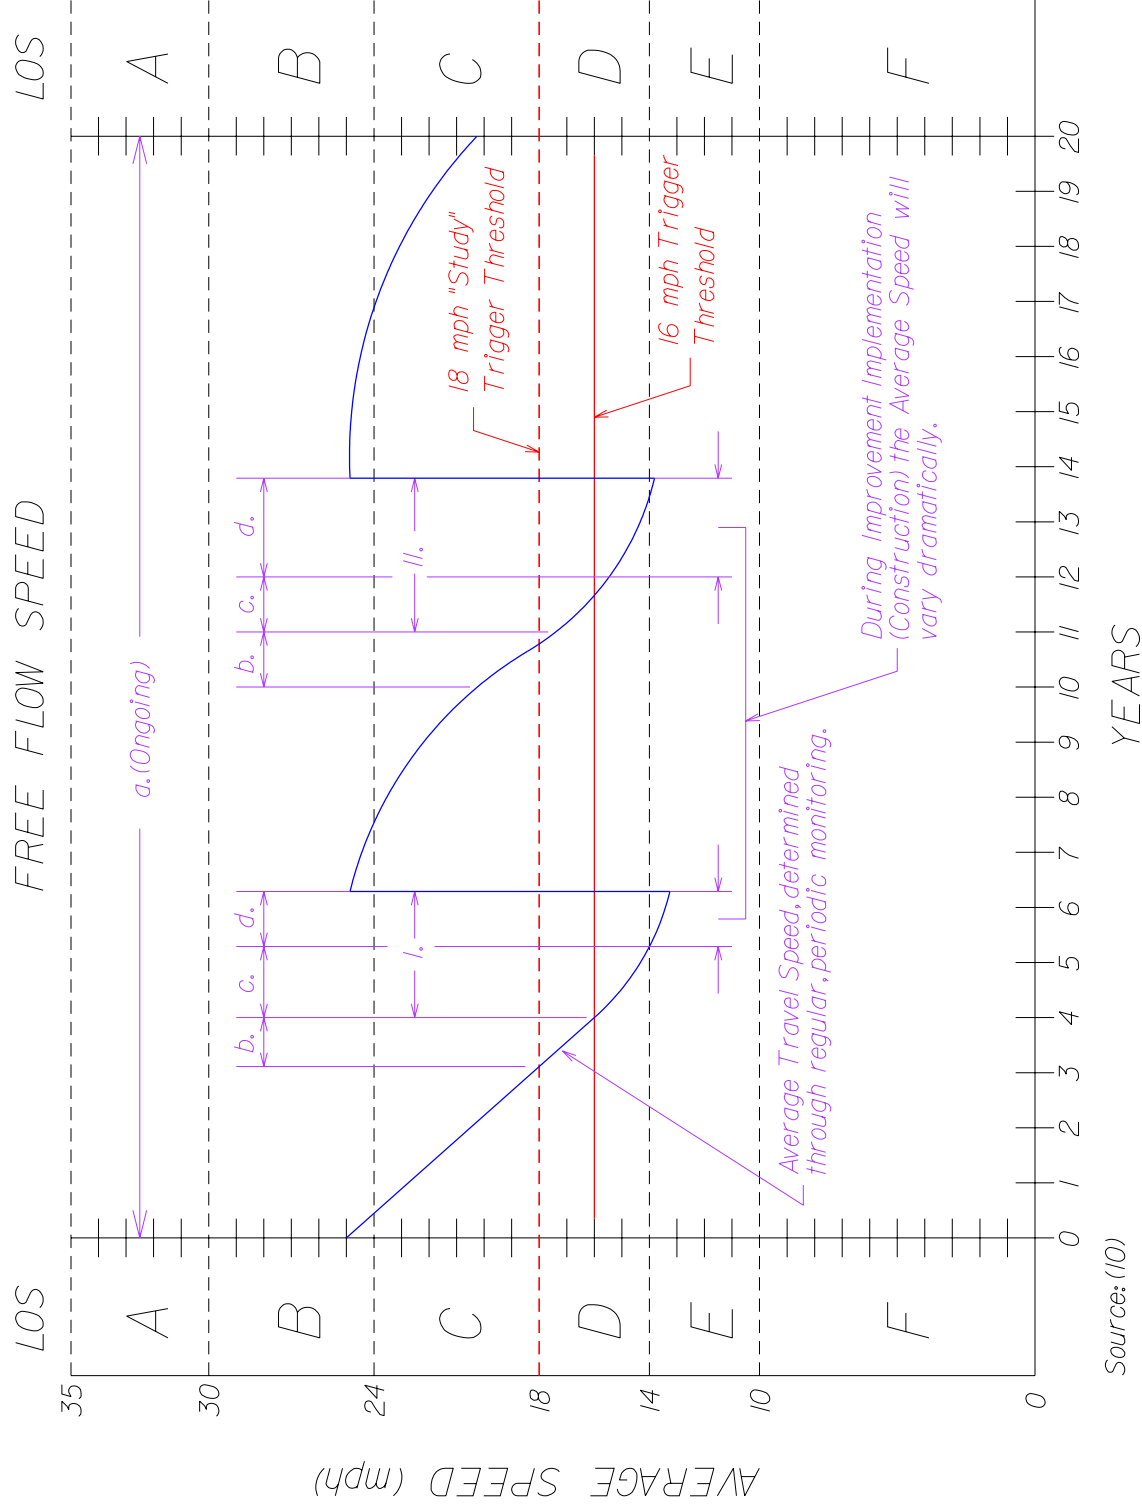 FREE FLOW SPEED
LOS
LOS
35
30
24
18
14
10
0
AVERAGE SPEED (mph)
A
B
C
D
E
F
A
B
C
D
E
F
a.(Ongoing)
b.
c.
d.
I.
b.
c.
d.
II.
18 mph "Study"
Trigger Threshold
16 mph Trigger
Threshold
Average Travel Speed, determined
through regular, periodic monitoring.
During Improvement Implementation
(Construction) the Average Speed will
vary dramatically.
0
1
2
3
4
5
6
7
8
9
10
11
12
13
14
15
16
17
18
19
20
YEARS
Source: (10)